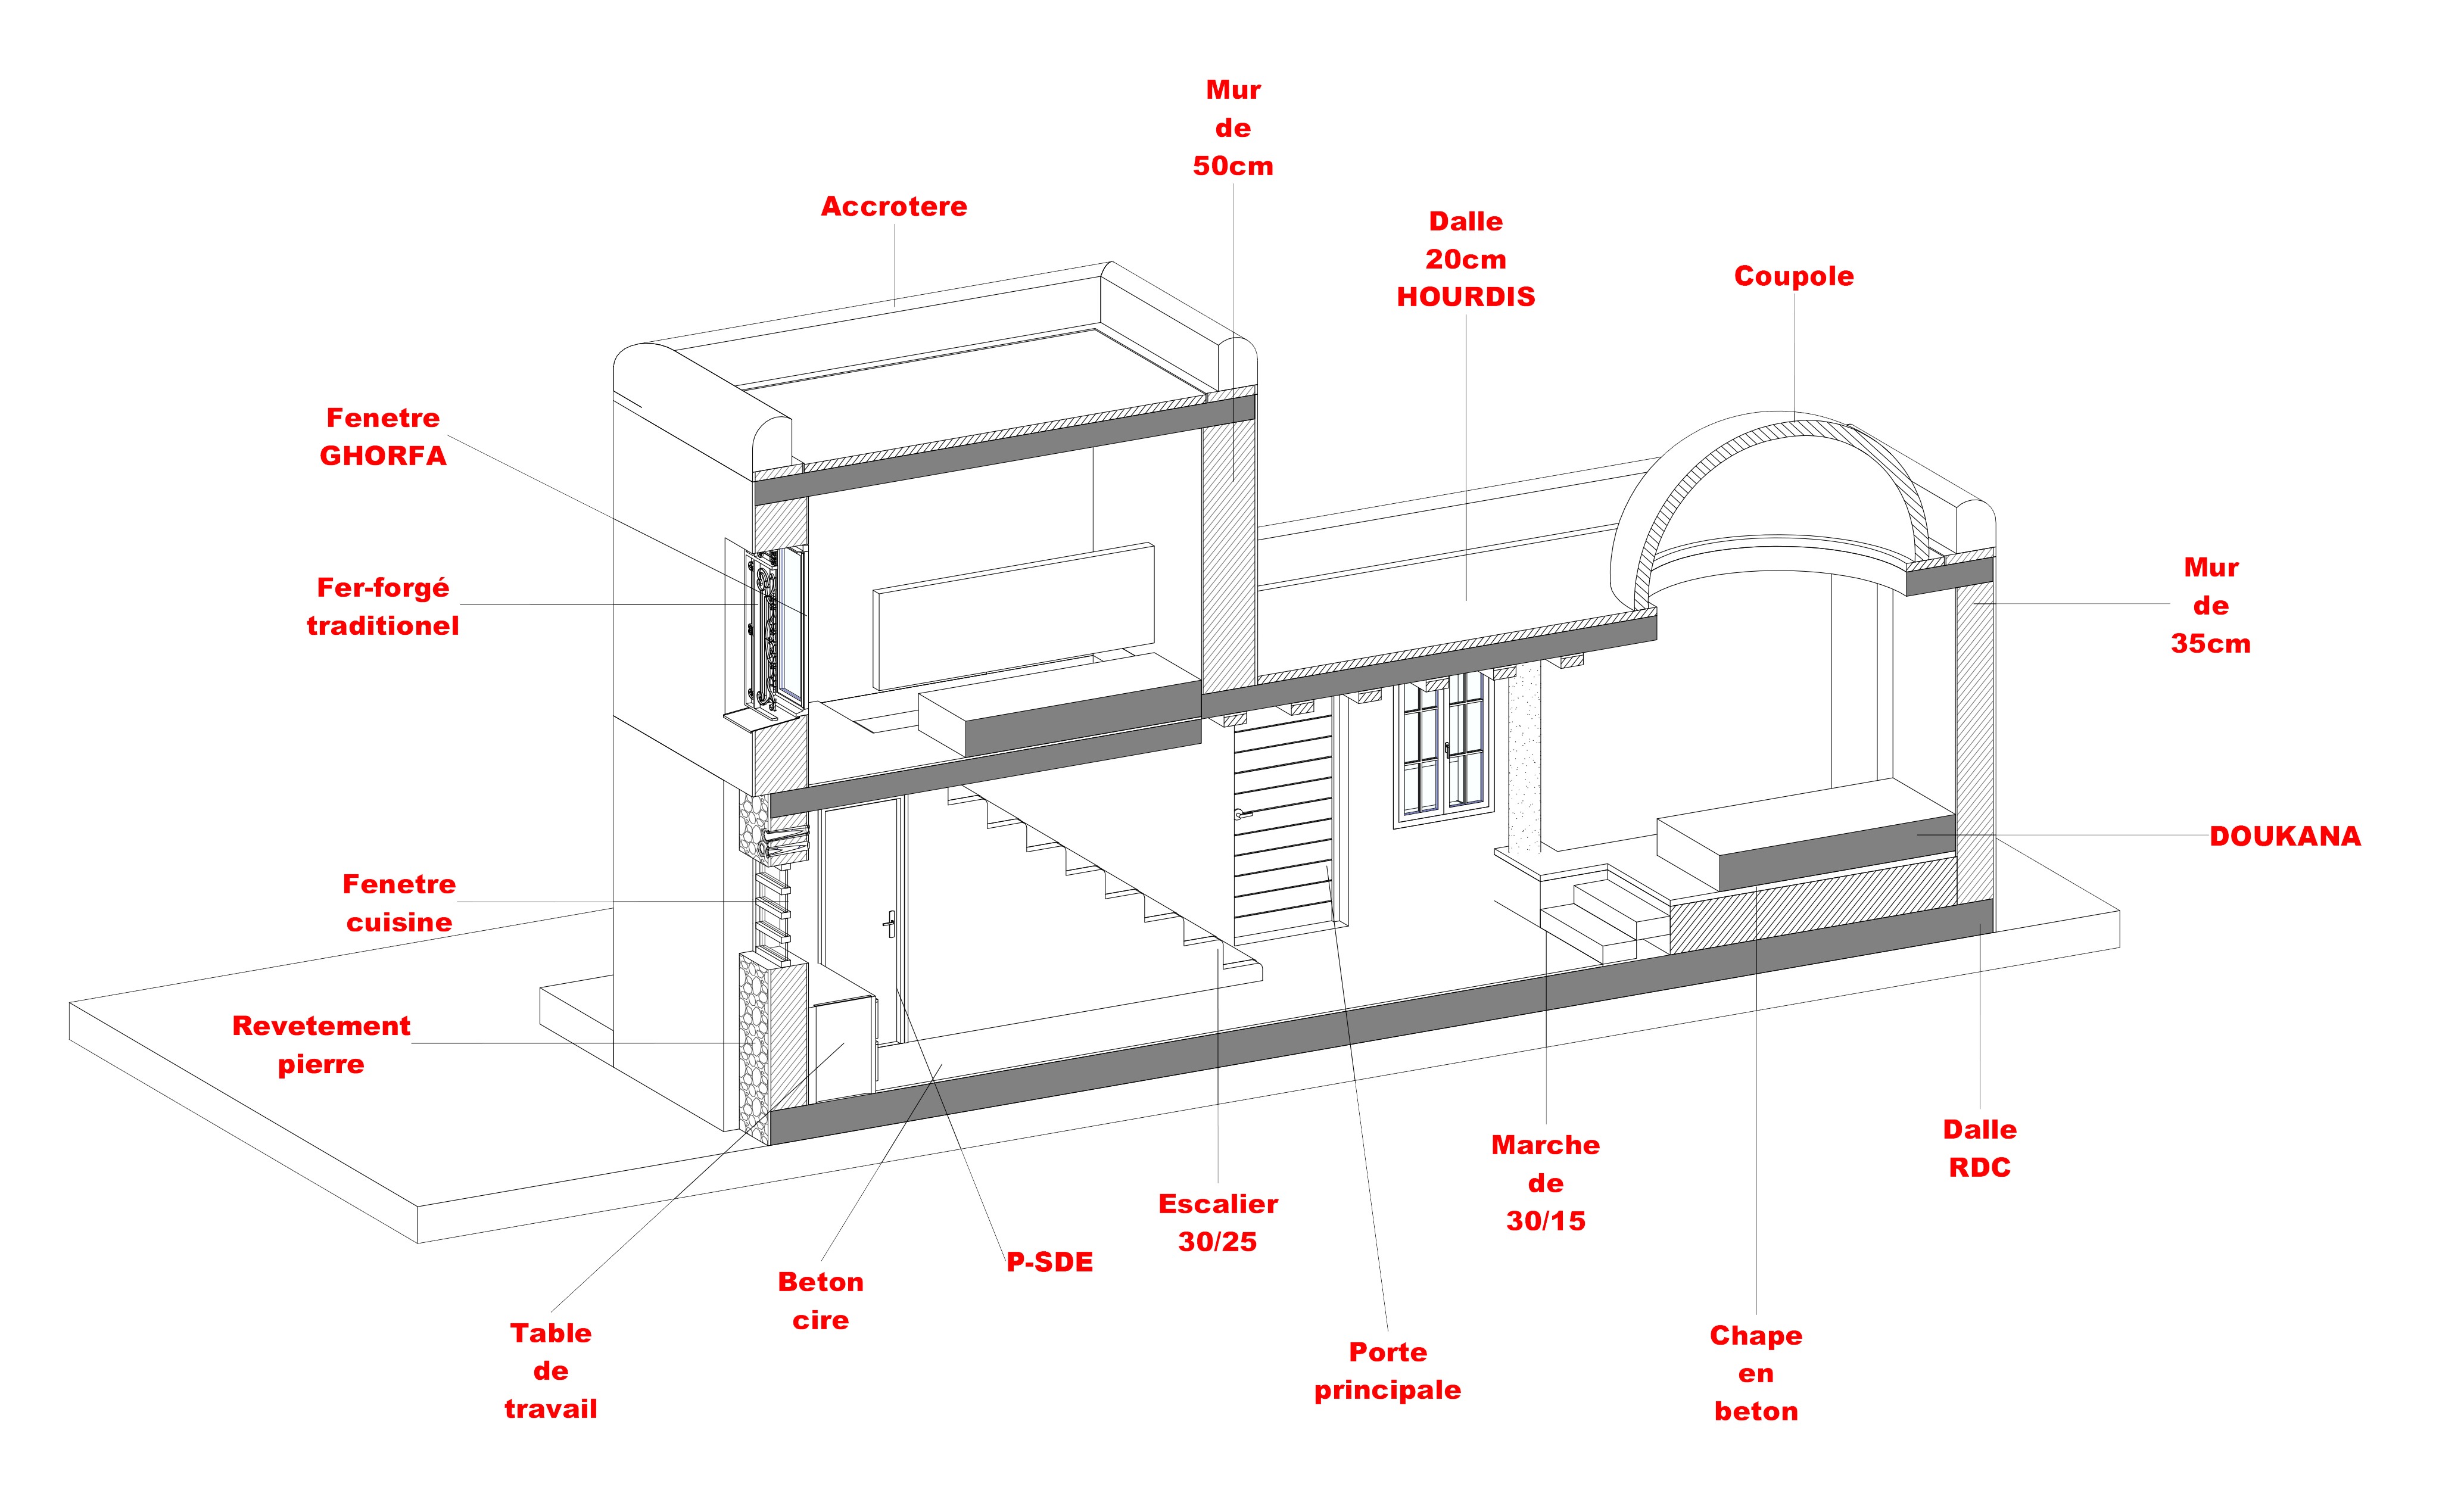 Mur
de
50cm
Accrotere
Dalle
20cm
HOURDIS
Coupole
Fenetre
GHORFA
Fer-forgé
traditionel
Mur
de
35cm
DOUKANA
Fenetre
cuisine
Revetement
pierre
Dalle
RDC
Marche
de
30/15
Escalier
30/25
P-SDE
Beton
cire
Table
de
travail
Porte
principale
Chape
en
beton